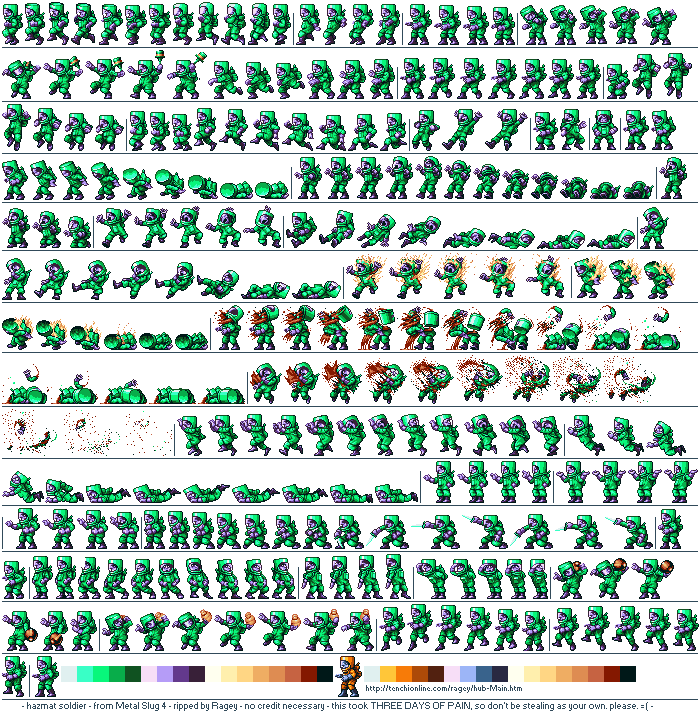 http://tenchionline.com/ragey/hub-Main.htm
- hazmat soldier - from Metal Slug 4 - ripped by Ragey - no credit necessary - this took THREE DAYS OF PAIN, so don't be stealing as your own. please. =( -